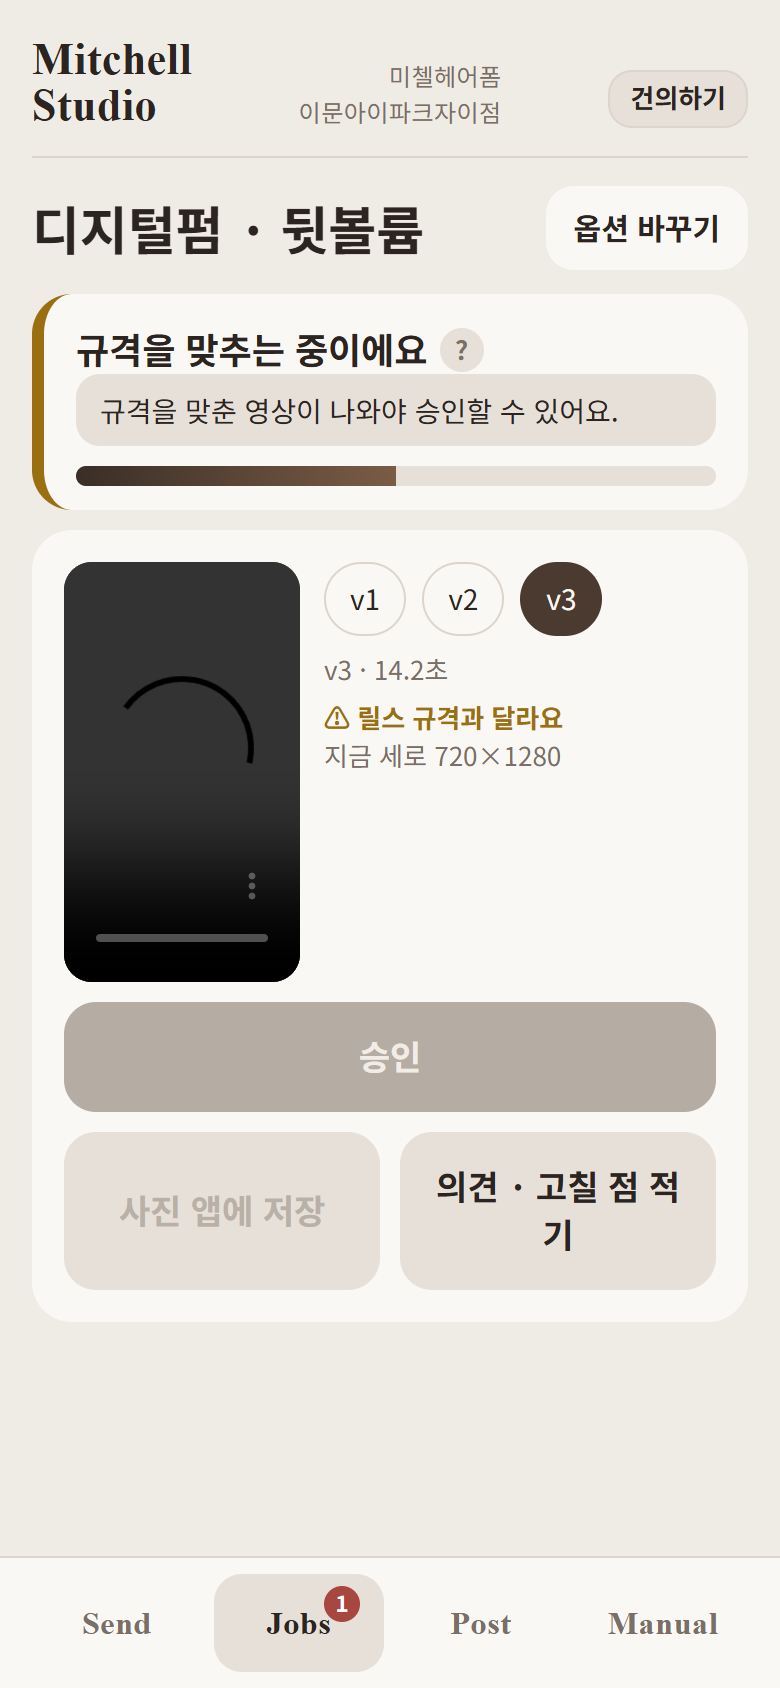 Mitchell
Studio
미첼헤어폼
이문아이파크자이점
건의하기
디지털펌 · 뒷볼륨
옵션 바꾸기
규격을 맞추는 중이에요 ?
규격을 맞춘 영상이 나와야 승인할 수 있어요.
v1 v2 v3
v3 · 14.2초
⚠ 릴스 규격과 달라요
지금 세로 720×1280
승인
사진 앱에 저장
의견 · 고칠 점 적
기
Send
Jobs 1
Post
Manual